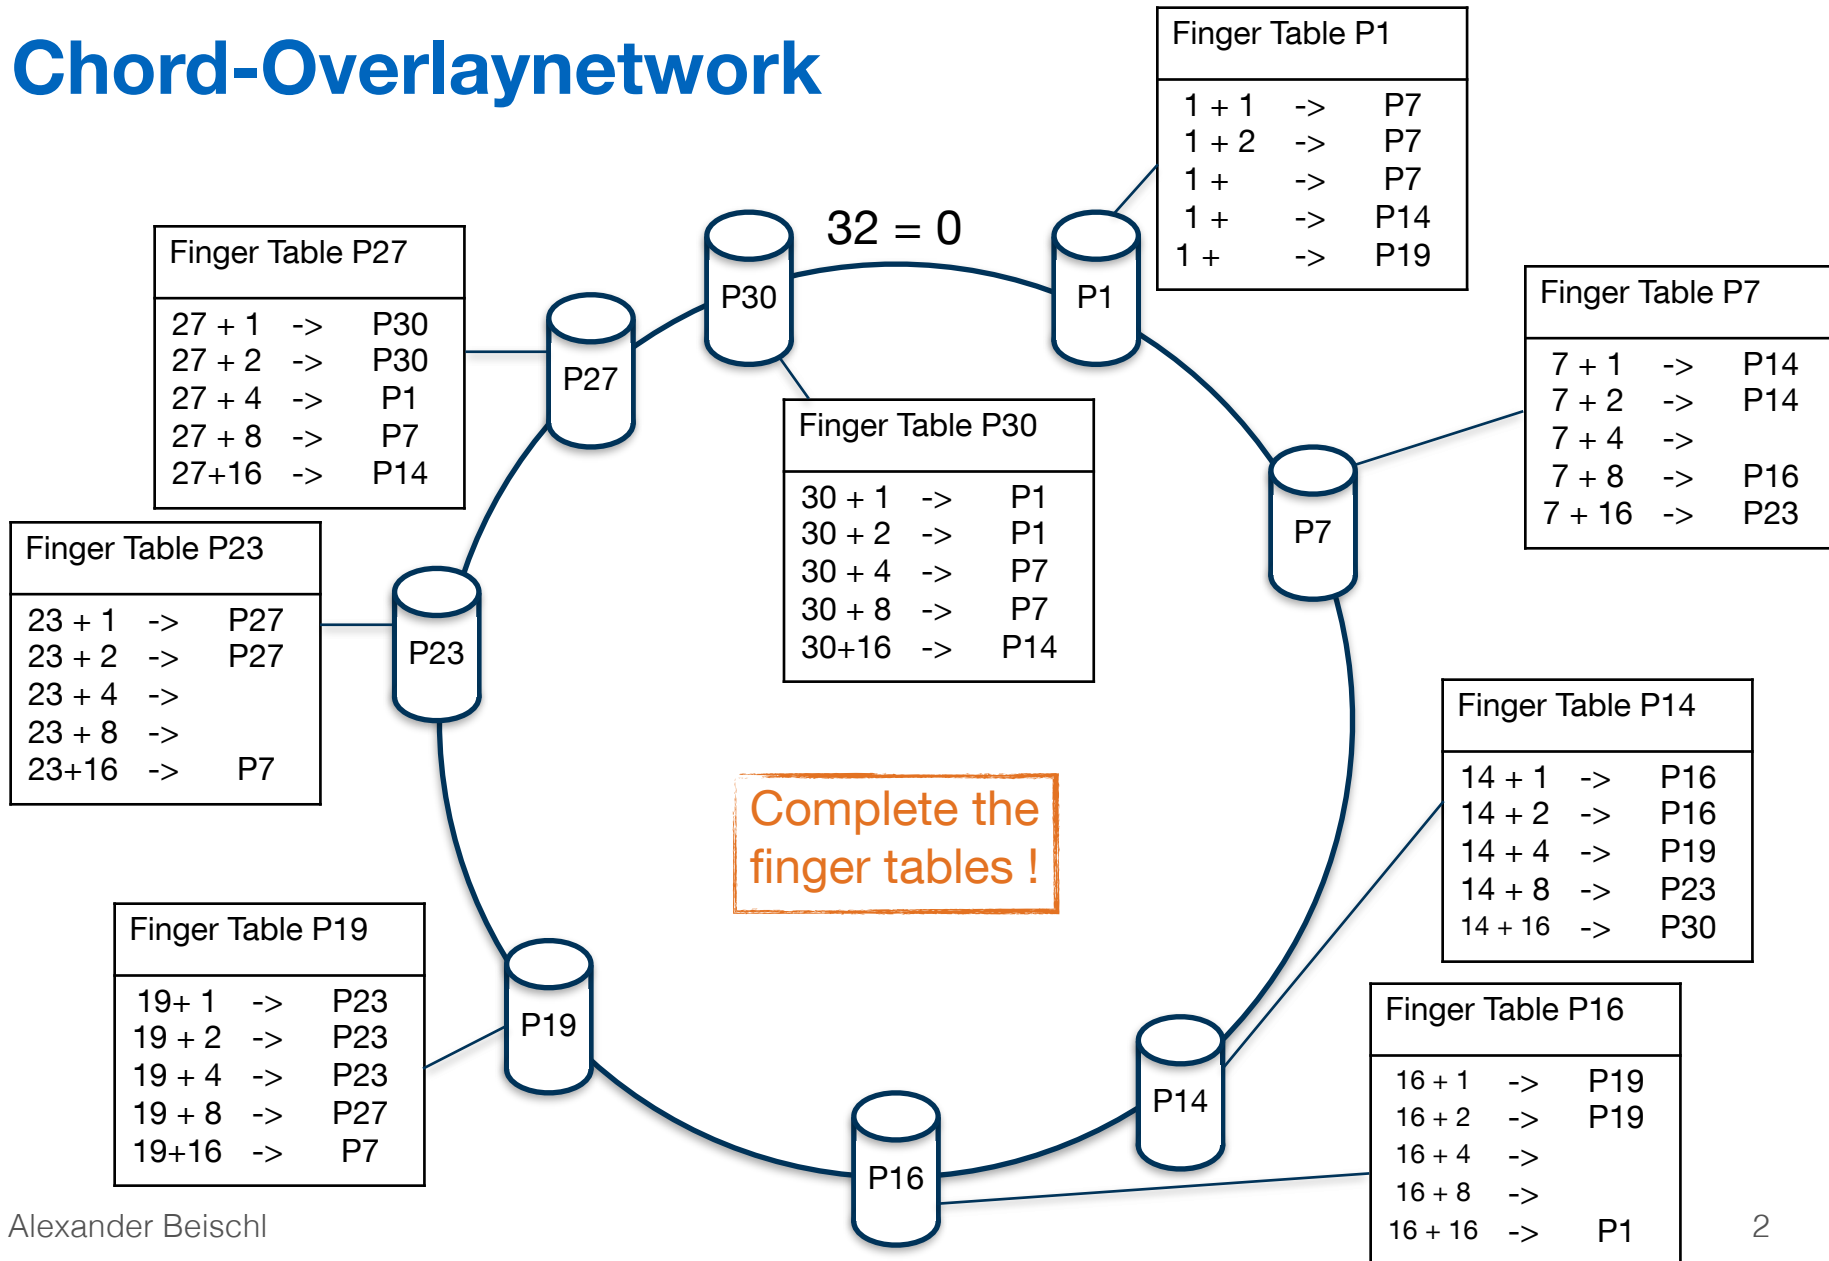 Chord-Overlaynetwork
Finger Table P1
1 + 1 -> P7
1 + 2 -> P7
1 + -> P7
1 + -> P14
1 + -> P19
32 = 0
Finger Table P27
27 + 1 -> P30
27 + 2 -> P30
27 + 4 -> P1
27 + 8 -> P7
27+16 -> P14
P30
P1
P27
Finger Table P7
7 + 1 -> P14
7 + 2 -> P14
7 + 4 ->
7 + 8 -> P16
7 + 16 -> P23
Finger Table P30
30 + 1 -> P1
30 + 2 -> P1
30 + 4 -> P7
30 + 8 -> P7
30+16 -> P14
P7
Finger Table P23
23 + 1 -> P27
23 + 2 -> P27
23 + 4 ->
23 + 8 ->
23+16 -> P7
P23
Finger Table P14
14 + 1 -> P16
14 + 2 -> P16
14 + 4 -> P19
14 + 8 -> P23
14 + 16 -> P30
Complete the
finger tables !
Finger Table P19
19+ 1 -> P23
19 + 2 -> P23
19 + 4 -> P23
19 + 8 -> P27
19+16 -> P7
P19
P16
P14
Finger Table P16
16 + 1 -> P19
16 + 2 -> P19
16 + 4 ->
16 + 8 ->
16 + 16 -> P1
Alexander Beischl
2